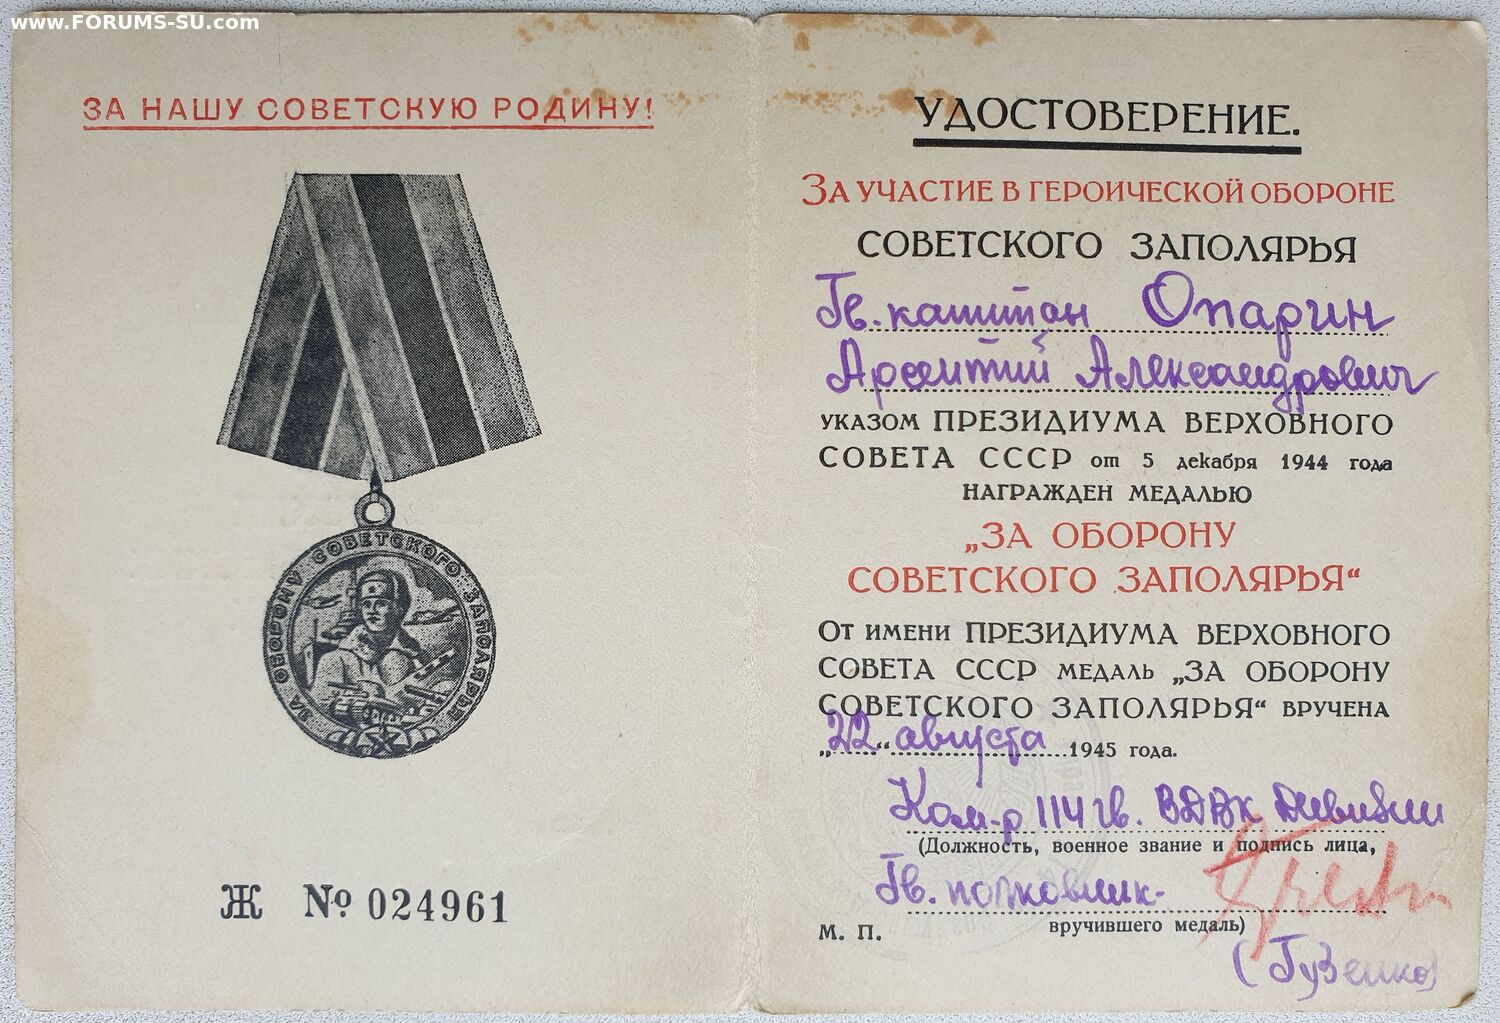 www.FORUMS-SU.com
ЗА НАШУ СОВЕТСКУЮ РОДИНУ!
ЗА ОБОРОНУ СОВЕТСКОГО ЗАПОЛЯРЬЯ
Ж № 024961
УДОСТОВЕРЕНИЕ.
ЗА УЧАСТИЕ В ГЕРОИЧЕСКОЙ ОБОРОНЕ
СОВЕТСКОГО ЗАПОЛЯРЬЯ
Гв. капитан Опарин
Александрович
УКАЗОМ ПРЕЗИДИУМА ВЕРХОВНОГО
СОВЕТА СССР от 5 декабря 1944 года
НАГРАЖДЕН МЕДАЛЬЮ
„ЗА ОБОРОНУ
СОВЕТСКОГО ЗАПОЛЯРЬЯ“
ОТ ИМЕНИ ПРЕЗИДИУМА ВЕРХОВНОГО
СОВЕТА СССР МЕДАЛЬ „ЗА ОБОРОНУ
СОВЕТСКОГО ЗАПОЛЯРЬЯ“ ВРУЧЕНА
„22“ августа 1945 года.
Ком-р 114 гв. ВДВК дивизии
(Должность, военное звание и подпись лица,
Гв. полковник-
М. П. вручившего медаль)
(Гузенко)